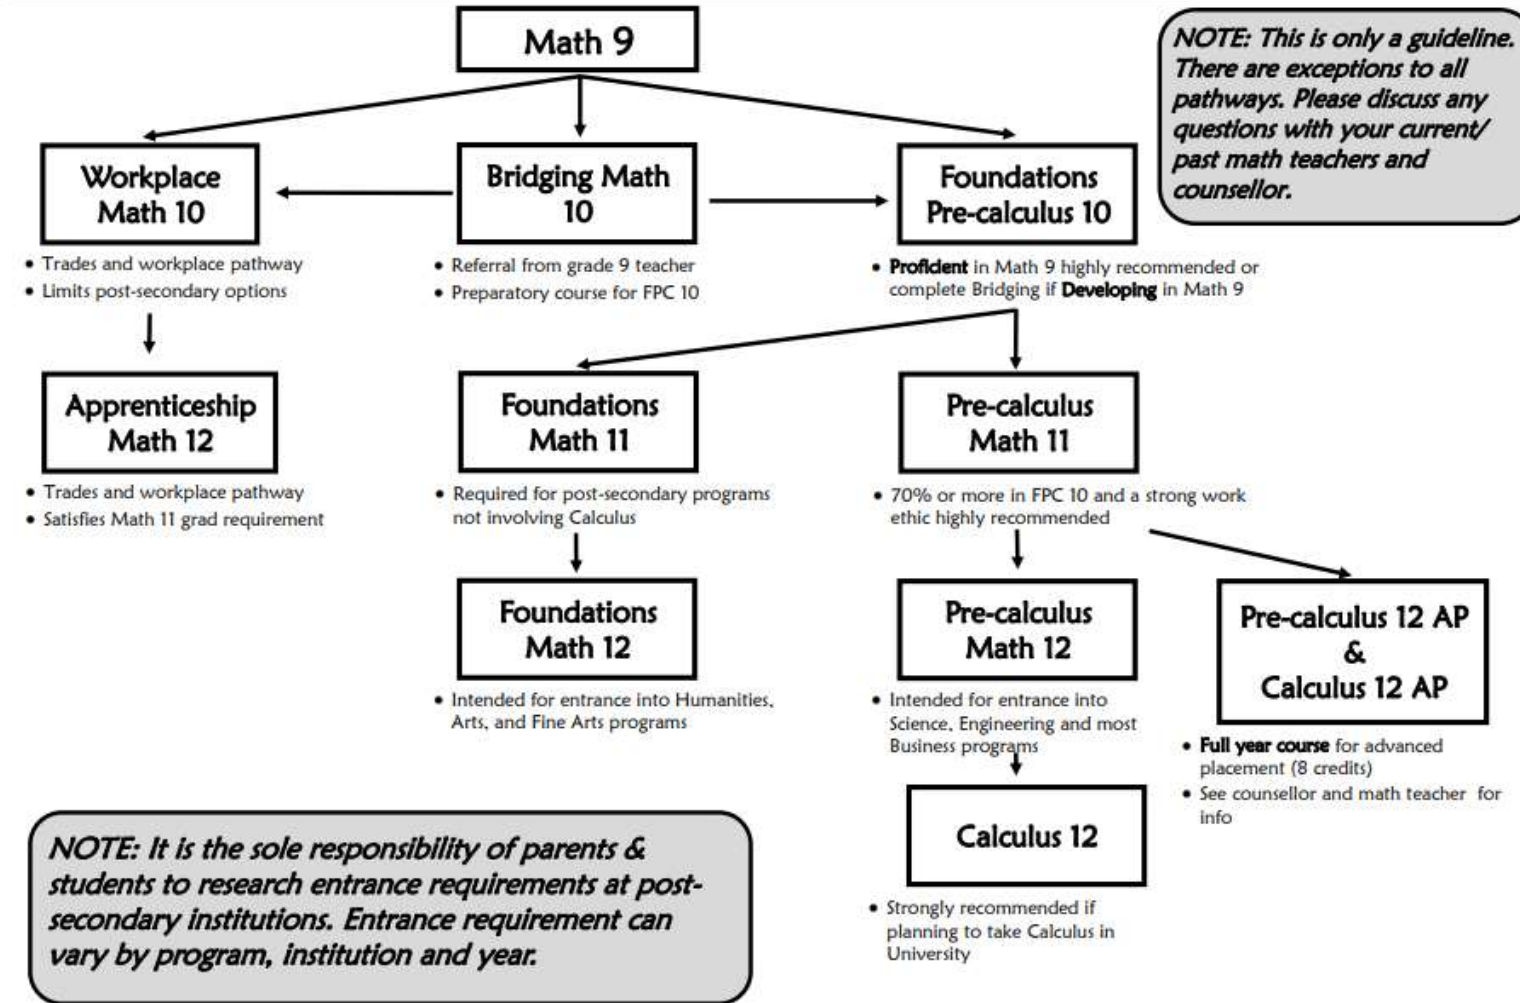 Math 9
NOTE: This is only a guideline.
There are exceptions to all
pathways. Please discuss any
questions with your current/
past math teachers and
counsellor.
Workplace
Math 10
• Trades and workplace pathway
• Limits post-secondary options
Bridging Math
10
• Referral from grade 9 teacher
• Preparatory course for FPC 10
Foundations
Pre-calculus 10
• Proficient in Math 9 highly recommended or
complete Bridging if Developing in Math 9
Apprenticeship
Math 12
• Trades and workplace pathway
• Satisfies Math 11 grad requirement
Foundations
Math 11
• Required for post-secondary programs
not involving Calculus
Pre-calculus
Math 11
• 70% or more in FPC 10 and a strong work
ethic highly recommended
Foundations
Math 12
• Intended for entrance into Humanities,
Arts, and Fine Arts programs
Pre-calculus
Math 12
• Intended for entrance into
Science, Engineering and most
Business programs
Pre-calculus 12 AP
&
Calculus 12 AP
• Full year course for advanced
placement (8 credits)
• See counsellor and math teacher for
info
Calculus 12
• Strongly recommended if
planning to take Calculus in
University
NOTE: It is the sole responsibility of parents &
students to research entrance requirements at post-
secondary institutions. Entrance requirement can
vary by program, institution and year.